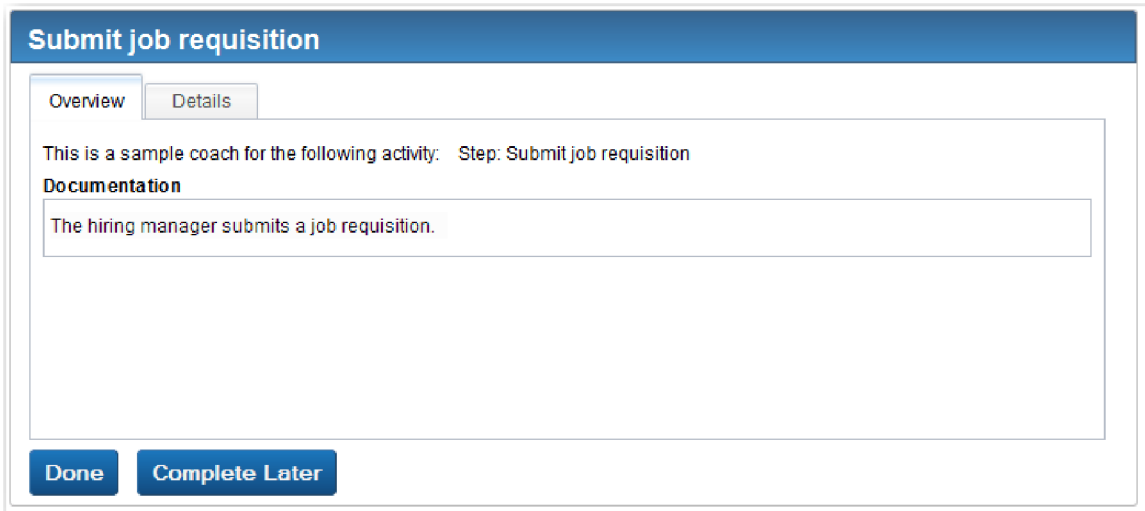 Submit job requisition
Overview Details
This is a sample coach for the following activity: Step: Submit job requisition
Documentation
The hiring manager submits a job requisition.
Done Complete Later